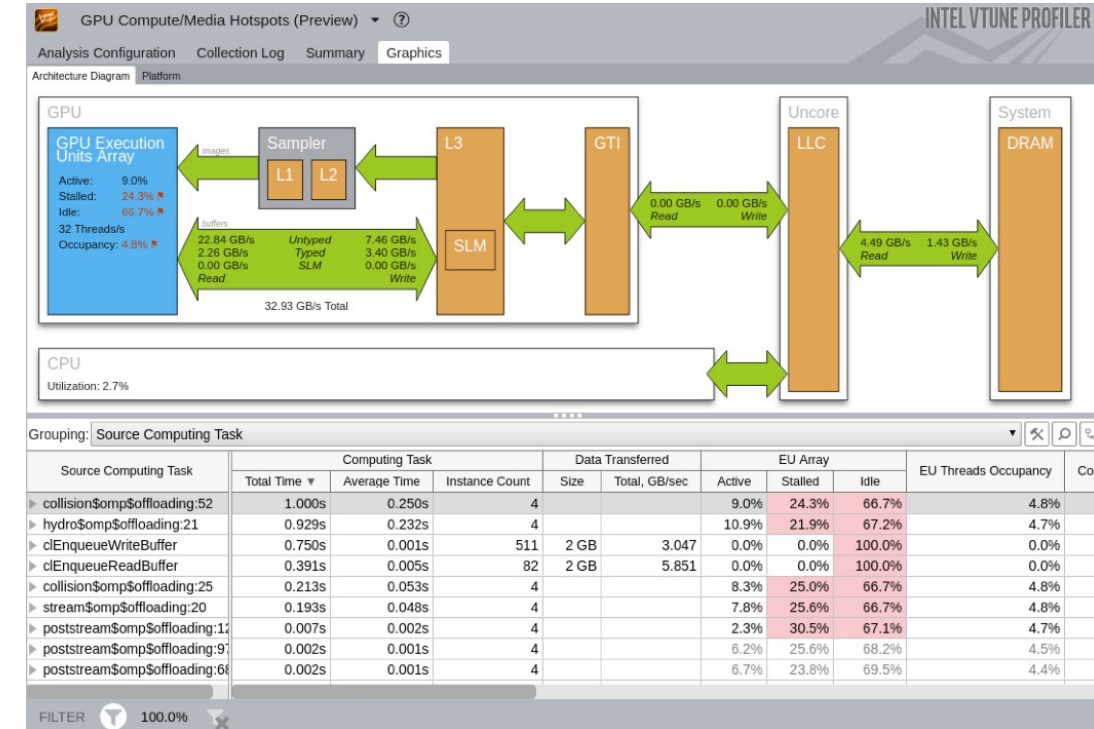 GPU Compute/Media Hotspots (Preview)
INTEL VTUNE PROFILER
Analysis Configuration Collection Log Summary Graphics
Architecture Diagram Platform
GPU
GPU Execution Units Array
Active: 9.0%
Stalled: 24.3%
Idle: 66.7%
32 Threads/s
Occupancy: 4.8%
images
Sampler
L1 L2
buffers
22.84 GB/s Untyped 7.46 GB/s
2.26 GB/s Typed 3.40 GB/s
0.00 GB/s SLM 0.00 GB/s
Read Write
32.93 GB/s Total
L3
SLM
GTI
0.00 GB/s 0.00 GB/s
Read Write
Uncore
LLC
4.49 GB/s 1.43 GB/s
Read Write
System
DRAM
CPU
Utilization: 2.7%
Grouping: Source Computing Task
Source Computing Task Computing Task Data Transferred EU Array EU Threads Occupancy Co
Total Time Average Time Instance Count Size Total, GB/sec Active Stalled Idle
collision$omp$offloading:52 1.000s 0.250s 4 9.0% 24.3% 66.7% 4.8%
hydro$omp$offloading:21 0.929s 0.232s 4 10.9% 21.9% 67.2% 4.7%
clEnqueueWriteBuffer 0.750s 0.001s 511 2 GB 3.047 0.0% 0.0% 100.0% 0.0%
clEnqueueReadBuffer 0.391s 0.005s 82 2 GB 5.851 0.0% 0.0% 100.0% 0.0%
collision$omp$offloading:25 0.213s 0.053s 4 8.3% 25.0% 66.7% 4.8%
stream$omp$offloading:20 0.193s 0.048s 4 7.8% 25.6% 66.7% 4.8%
poststream$omp$offloading:12 0.007s 0.002s 4 2.3% 30.5% 67.1% 4.7%
poststream$omp$offloading:97 0.002s 0.001s 4 6.2% 25.6% 68.2% 4.5%
poststream$omp$offloading:68 0.002s 0.001s 4 6.7% 23.8% 69.5% 4.4%
FILTER 100.0%